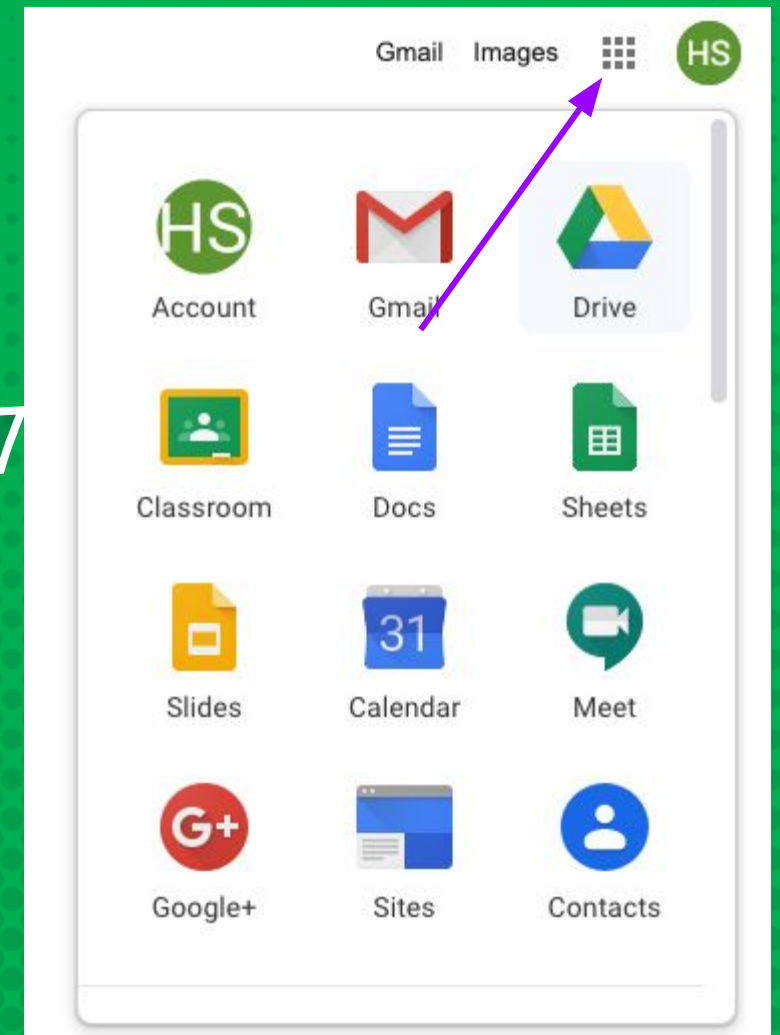 Gmail Images HS
HS
Account Gmail Drive
Classroom Docs Sheets
31
Slides Calendar Meet
G+
Google+ Sites Contacts